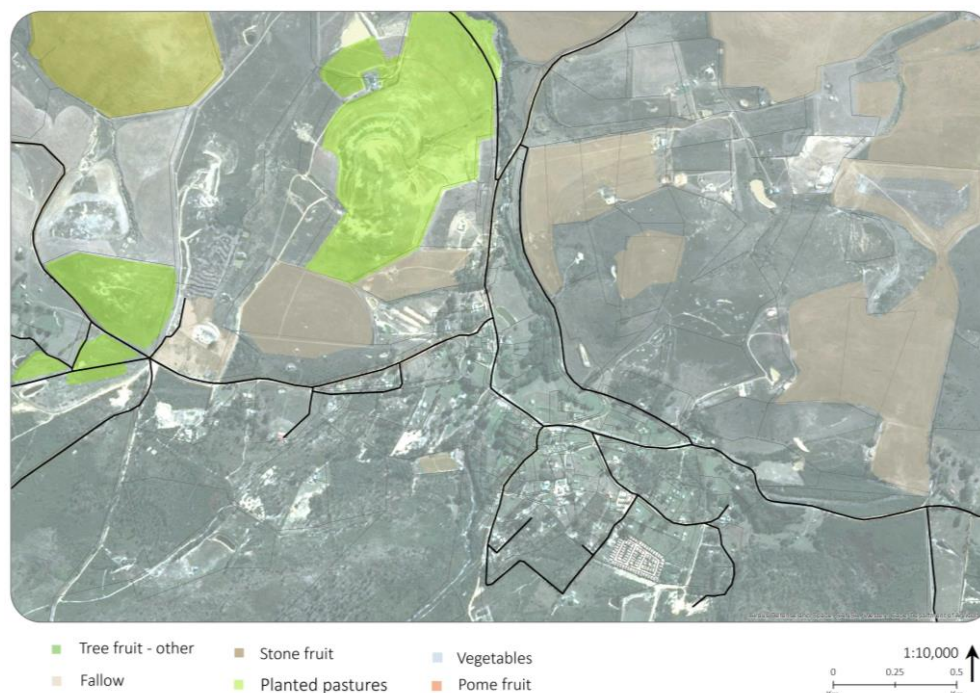 Tree fruit - other
Stone fruit
Vegetables
Fallow
Planted pastures
Pome fruit
1:10,000
0 0.25 0.5